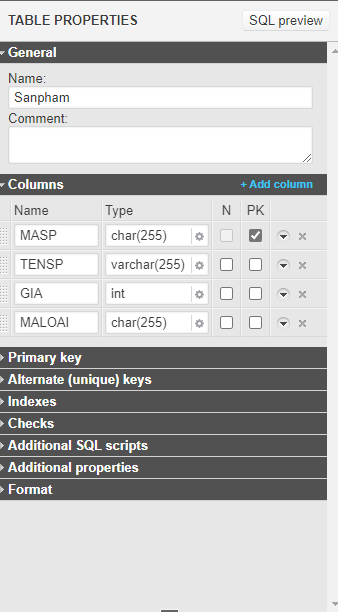 TABLE PROPERTIES SQL preview
General
Name:
Sanpham
Comment:
Columns + Add column
Name Type N PK
MASP char(255)
TENSP varchar(255)
GIA int
MALOAI char(255)
Primary key
Alternate (unique) keys
Indexes
Checks
Additional SQL scripts
Additional properties
Format